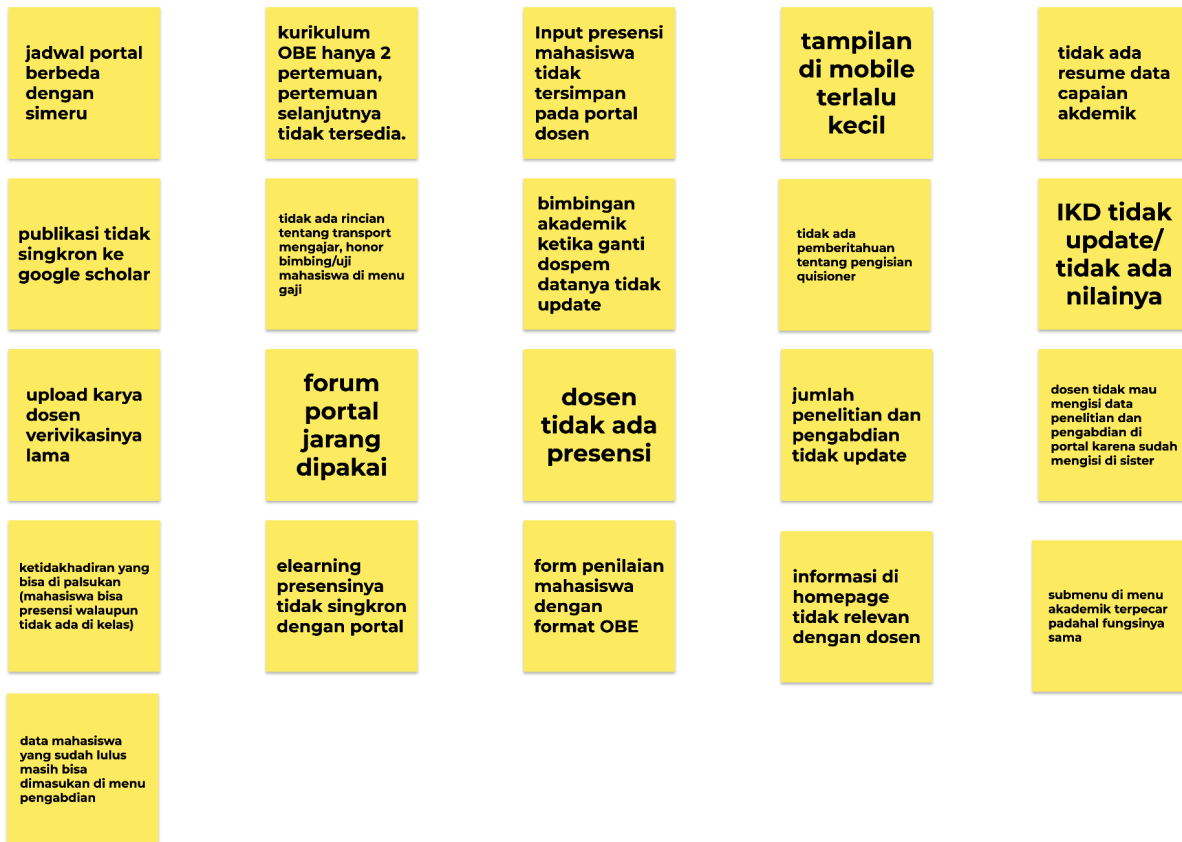 jadwal portal
berbeda
dengan
simeru
kurikulum
OBE hanya 2
pertemuan,
pertemuan
selanjutnya
tidak tersedia.
Input presensi
mahasiswa
tidak
tersimpan
pada portal
dosen
tampilan
di mobile
terlalu
kecil
tidak ada
resume data
capaian
akdemik
publikasi tidak
singkron ke
google scholar
tidak ada rincian
tentang transport
mengajar, honor
bimbing/uji
mahasiswa di menu
gaji
bimbingan
akademik
ketika ganti
dospem
datanya tidak
update
tidak ada
pemberitahuan
tentang pengisian
quisioner
IKD tidak
update/
tidak ada
nilainya
upload karya
dosen
verivikasinya
lama
forum
portal
jarang
dipakai
dosen
tidak ada
presensi
jumlah
penelitian dan
pengabdian
tidak update
dosen tidak mau
mengisi data
penelitian dan
pengabdian di
portal karena sudah
mengisi di sister
ketidakhadiran yang
bisa di palsukan
(mahasiswa bisa
presensi walaupun
tidak ada di kelas)
elearning
presensinya
tidak singkron
dengan portal
form penilaian
mahasiswa
dengan
format OBE
informasi di
homepage
tidak relevan
dengan dosen
submenu di menu
akademik terpecar
padahal fungsinya
sama
data mahasiswa
yang sudah lulus
masih bisa
dimasukan di menu
pengabdian